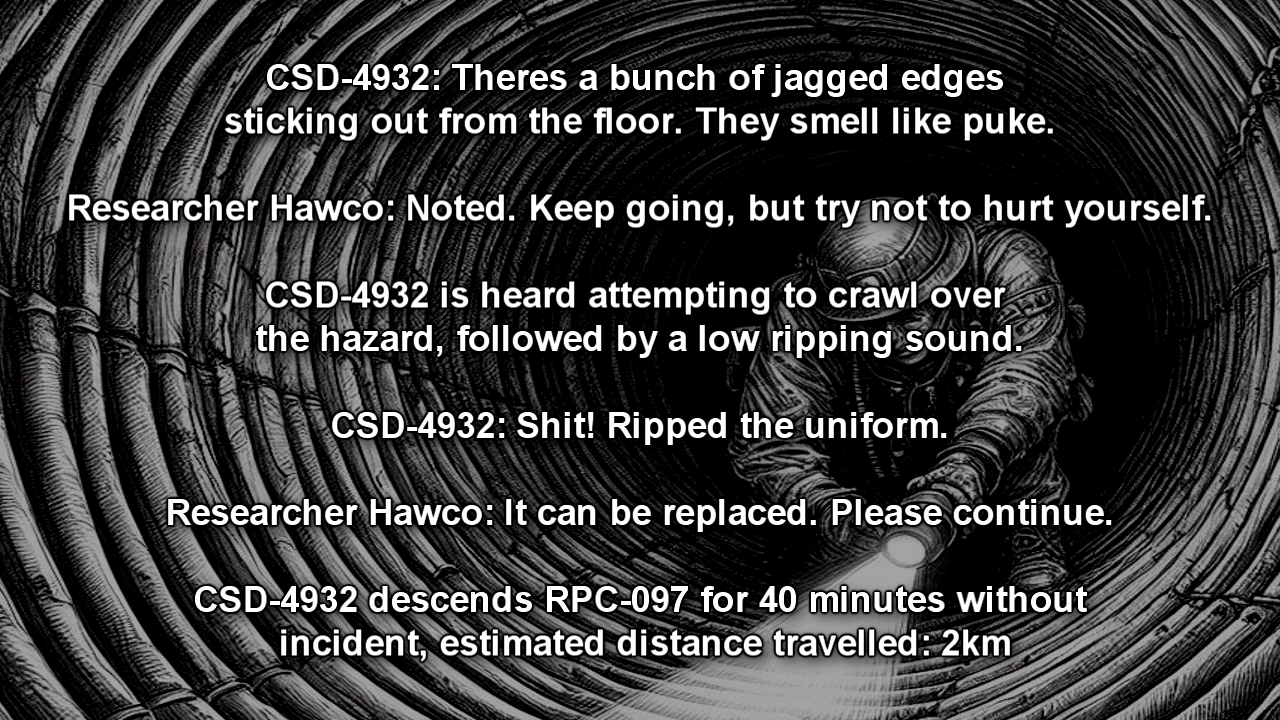 CSD-4932: Theres a bunch of jagged edges
sticking out from the floor. They smell like puke.
Researcher Hawco: Noted. Keep going, but try not to hurt yourself.
CSD-4932 is heard attempting to crawl over
the hazard, followed by a low ripping sound.
CSD-4932: Shit! Ripped the uniform.
Researcher Hawco: It can be replaced. Please continue.
CSD-4932 descends RPC-097 for 40 minutes without
incident, estimated distance travelled: 2km